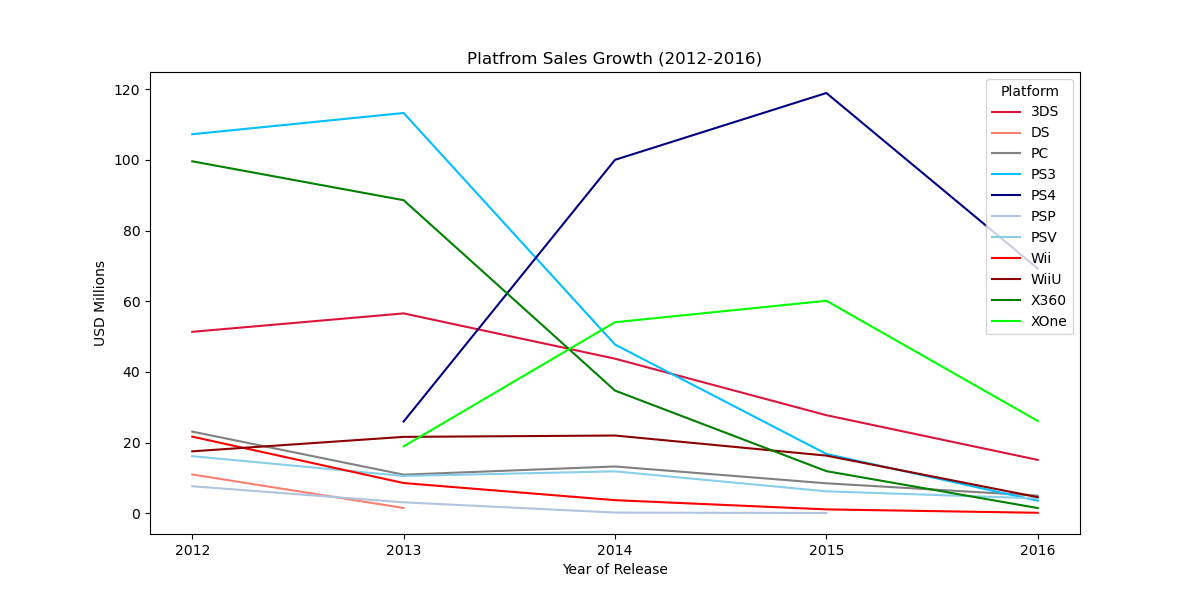 Platfrom Sales Growth (2012-2016)
120
100
80
60
40
20
0
USD Millions
2012
2013
2014
2015
2016
Year of Release
Platform
3DS
DS
PC
PS3
PS4
PSP
PSV
Wii
WiiU
X360
XOne